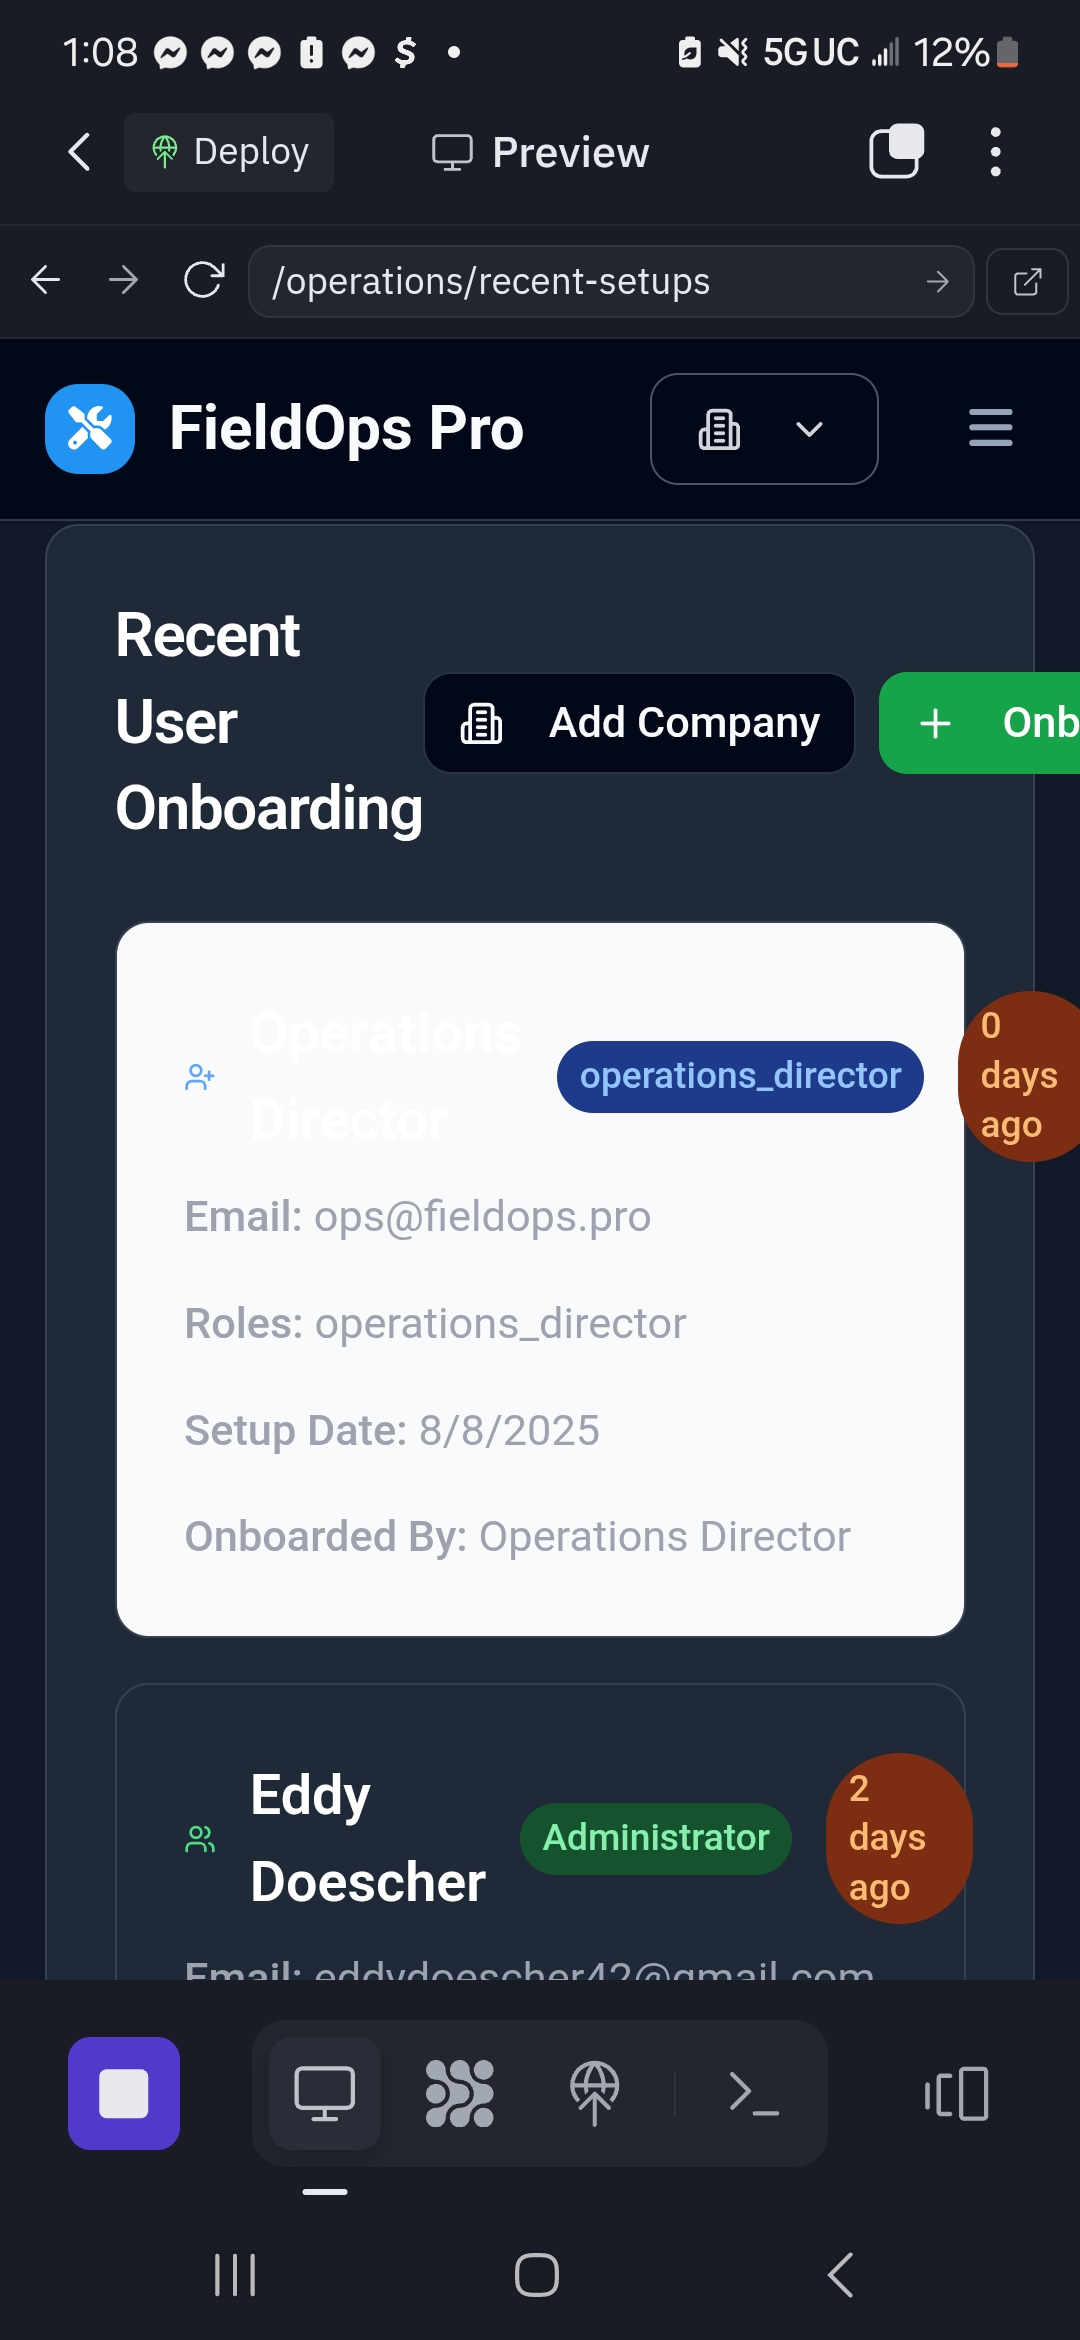 1:08
$
5G UC
12%
Deploy
Preview
/operations/recent-setups
FieldOps Pro
Recent
User
Onboarding
Add Company
Onb
Operations
Director
operations_director
0
days
ago
Email: ops@fieldops.pro
Roles: operations_director
Setup Date: 8/8/2025
Onboarded By: Operations Director
Eddy
Doescher
Administrator
2
days
ago
Email: eddydoescher42@gmail.com